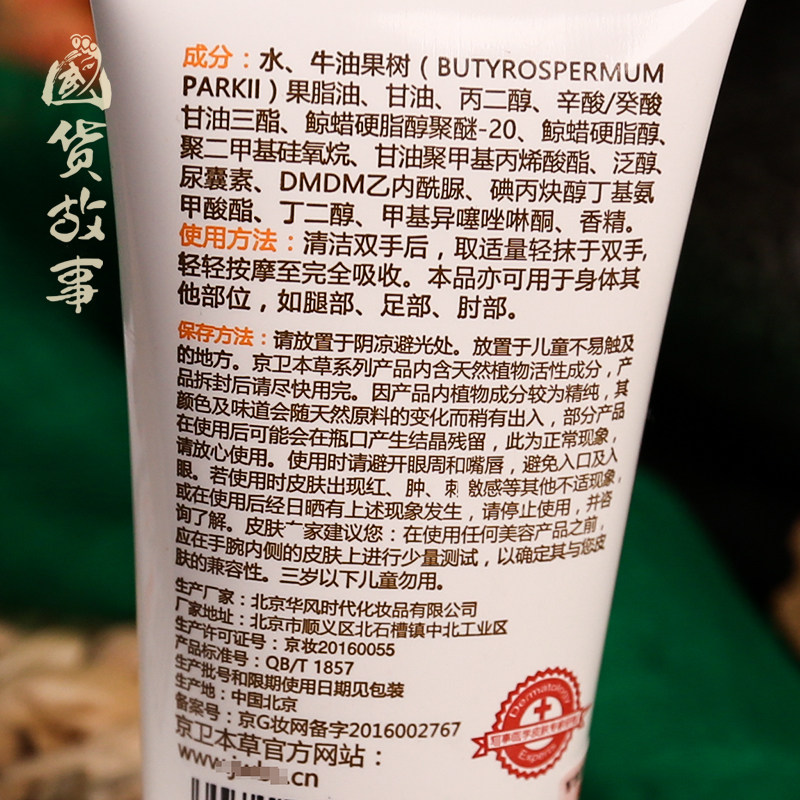 國貨故事
成分：水、牛油果树（BUTYROSPERMUM
PARKII）果脂油、甘油、丙二醇、辛酸/癸酸
甘油三酯、鲸蜡硬脂醇聚醚-20、鲸蜡硬脂醇、
聚二甲基硅氧烷、甘油聚甲基丙烯酸酯、泛醇、
尿囊素、DMDM乙内酰脲、碘丙炔醇丁基氨
甲酸酯、丁二醇、甲基异噻唑啉酮、香精。
使用方法：清洁双手后，取适量轻抹于双手,
轻轻按摩至完全吸收。本品亦可用于身体其
他部位，如腿部、足部、肘部。
保存方法：请放置于阴凉避光处。放置于儿童不易触及
的地方。京卫本草系列产品内含天然植物活性成分，产
品拆封后请尽快用完。因产品内植物成分较为精纯，其
颜色及味道会随天然原料的变化而稍有出入，部分产品
在使用后可能会在瓶口产生结晶残留，此为正常现象，
请放心使用。使用时请避开眼周和嘴唇，避免入口及入
眼。若使用时皮肤出现红、肿、刺 敏感等其他不适现象，
或在使用后经日晒有上述现象发生，请停止使用，并咨
询了解。皮肤 家建议您：在使用任何美容产品之前，
应在手腕内侧的皮肤上进行少量测试，以确定其与您皮
肤的兼容性。三岁以下儿童勿用。
生产厂家：北京华风时代化妆品有限公司
厂家地址：北京市顺义区北石槽镇中北工业区
生产许可证号：京妆20160055
产品标准号：QB/T 1857
生产批号和限期使用日期见包装
生产地：中国北京
备案号：京G妆网备字2016002767
京卫本草官方网站：
www. .cn
Dermatology